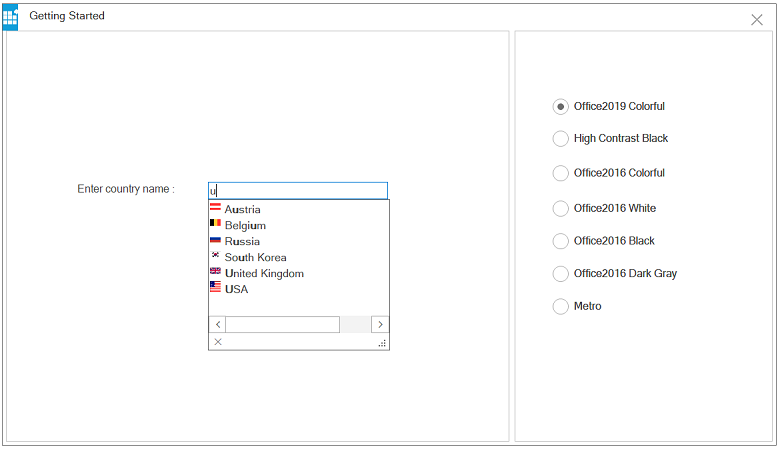 Getting Started
Enter country name :
u
Austria
Belgium
Russia
South Korea
United Kingdom
USA
Office2019 Colorful
High Contrast Black
Office2016 Colorful
Office2016 White
Office2016 Black
Office2016 Dark Gray
Metro